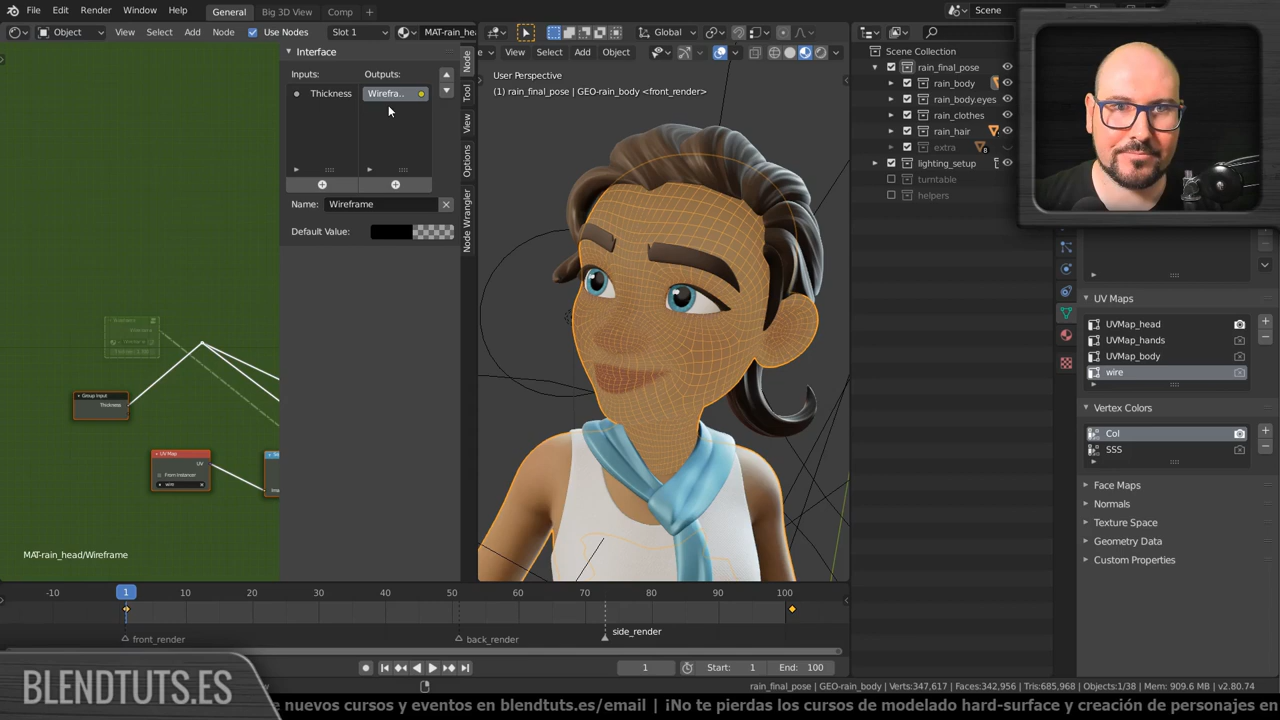 File Edit Render Window Help General Big 3D View Comp + Scene
Object View Select Add Node Use Nodes Slot 1 MAT-rain_hea Global
View Select Add Object
Interface
Inputs: Outputs:
Thickness Wirefra..
Name: Wireframe
Default Value:
Node
Tool
View
Options
Node Wrangler
Group Input
Thickness
UV Map
UV
From Instancer
wire
MAT-rain_head/Wireframe
User Perspective
(1) rain_final_pose | GEO-rain_body <front_render>
Scene Collection
rain_final_pose
rain_body
rain_body.eyes
rain_clothes
rain_hair
extra 8
lighting_setup
turntable
helpers
UV Maps
UVMap_head
UVMap_hands
UVMap_body
wire
Vertex Colors
Col
SSS
Face Maps
Normals
Texture Space
Geometry Data
Custom Properties
-10 1 10 20 30 40 50 60 70 80 90 100
front_render back_render side_render
1 Start: 1 End: 100
rain_final_pose | GEO-rain_body | Verts:347,617 | Faces:342,956 | Tris:685,968 | Objects:1/38 | Mem: 909.6 MB | v2.80.74
BLENDTUTS.ES
e nuevos cursos y eventos en blendtuts.es/email | ¡No te pierdas los cursos de modelado hard-surface y creación de personajes en